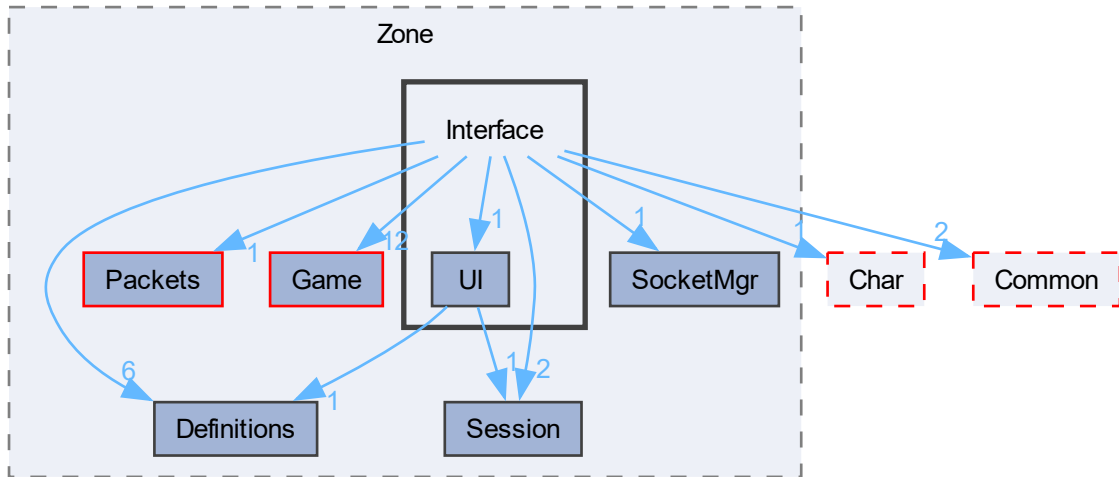 Zone
Interface
1
1
12
1
1
2
Packets
Game
UI
SocketMgr
Char
Common
6
1
1
2
Definitions
Session